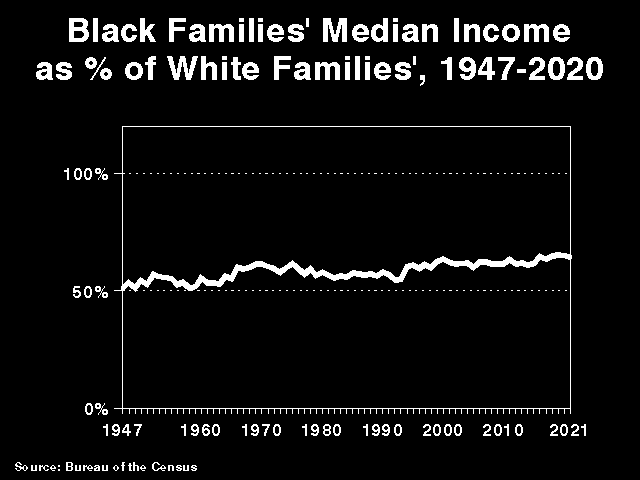 Black Families' Median Income
as % of White Families', 1947-2020
100%
50%
0%
1947 1960 1970 1980 1990 2000 2010 2021
Source: Bureau of the Census